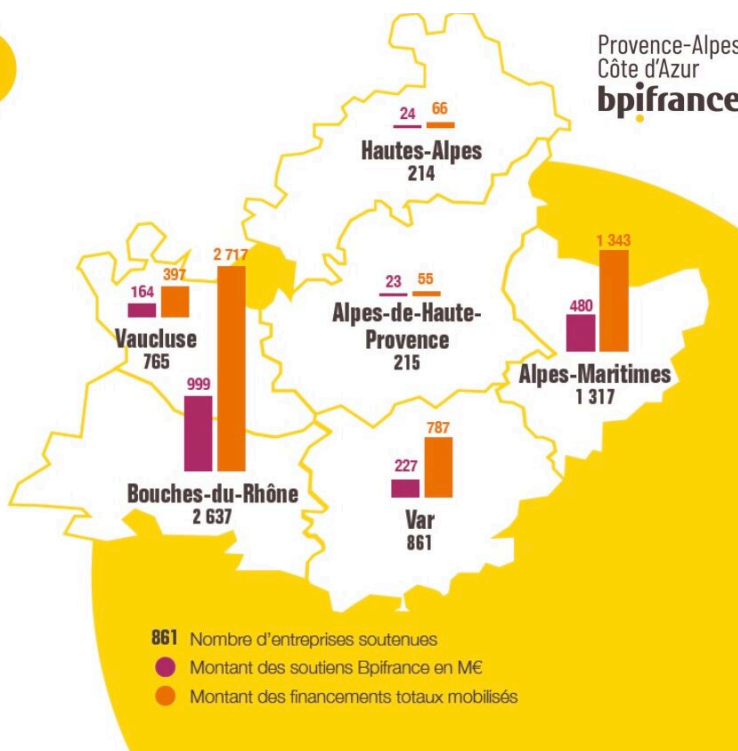 Provence-Alpes
Côte d'Azur
bpifrance
24 66
Hautes-Alpes
214
164 397
Vaucluse
765
23 55
Alpes-de-Haute-
Provence
215
480 1 343
Alpes-Maritimes
1 317
999 2 717
Bouches-du-Rhône
2 637
227 787
Var
861
861 Nombre d'entreprises soutenues
Montant des soutiens Bpifrance en M€
Montant des financements totaux mobilisés